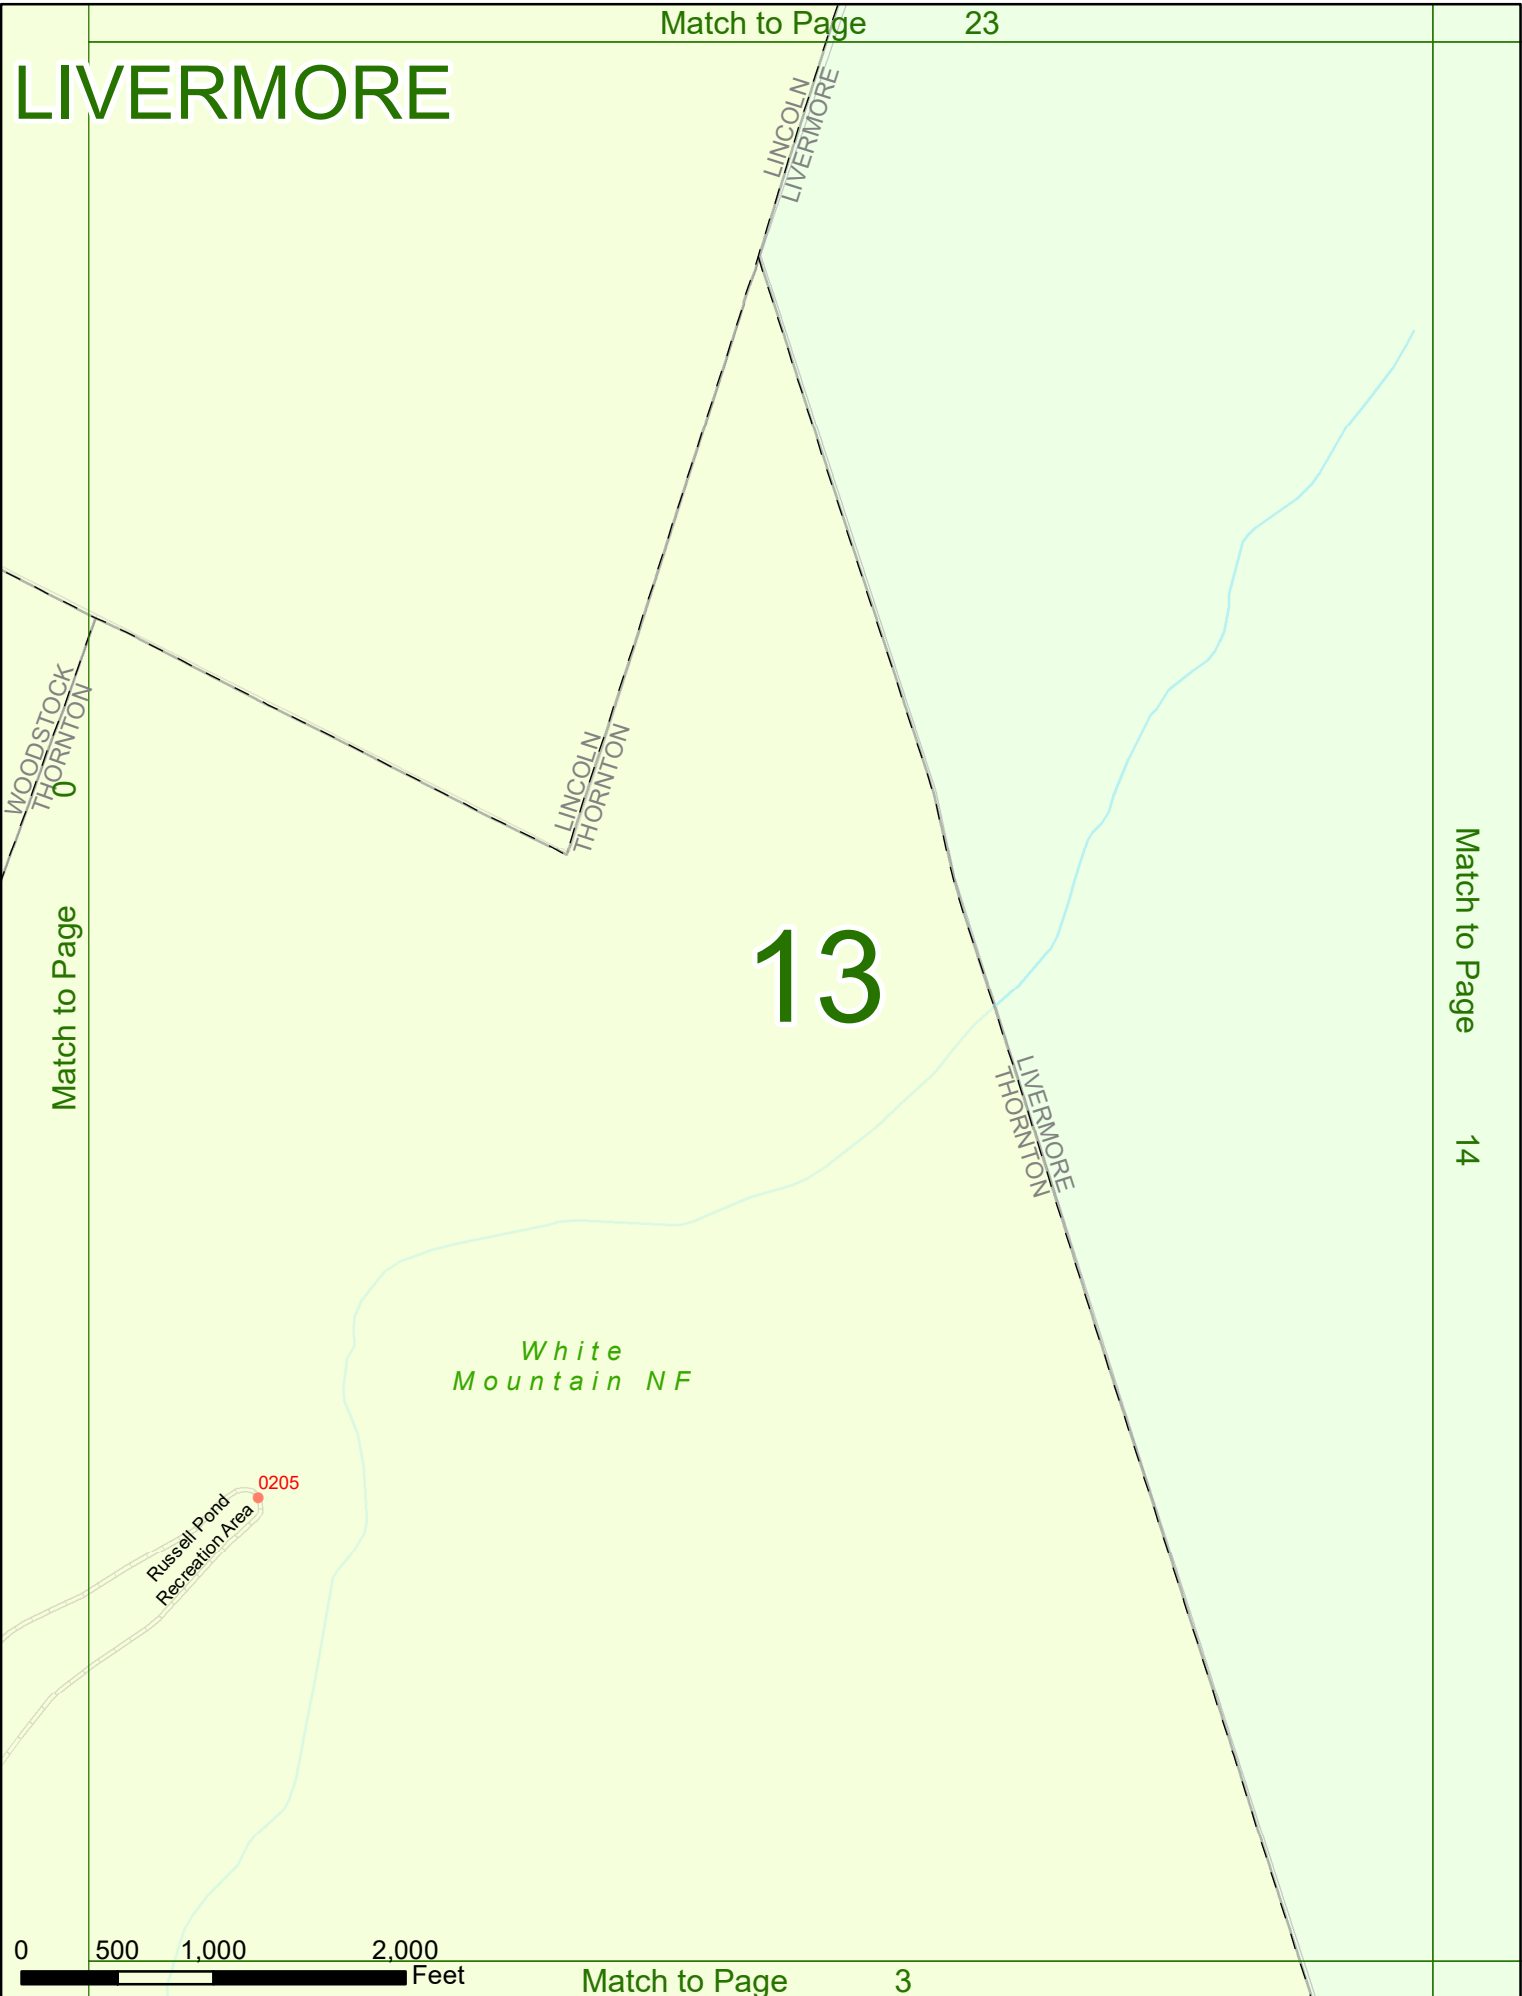 Match to Page 23
LIVERMORE
LINCOLN
LIVERMORE
WOODSTOCK
THORNTON
LINCOLN
THORNTON
Match to Page 0
13
Match to Page 14
LIVERMORE
THORNTON
White
Mountain NF
0205
Russell Pond
Recreation Area
0 500 1,000 2,000
Feet
Match to Page 3